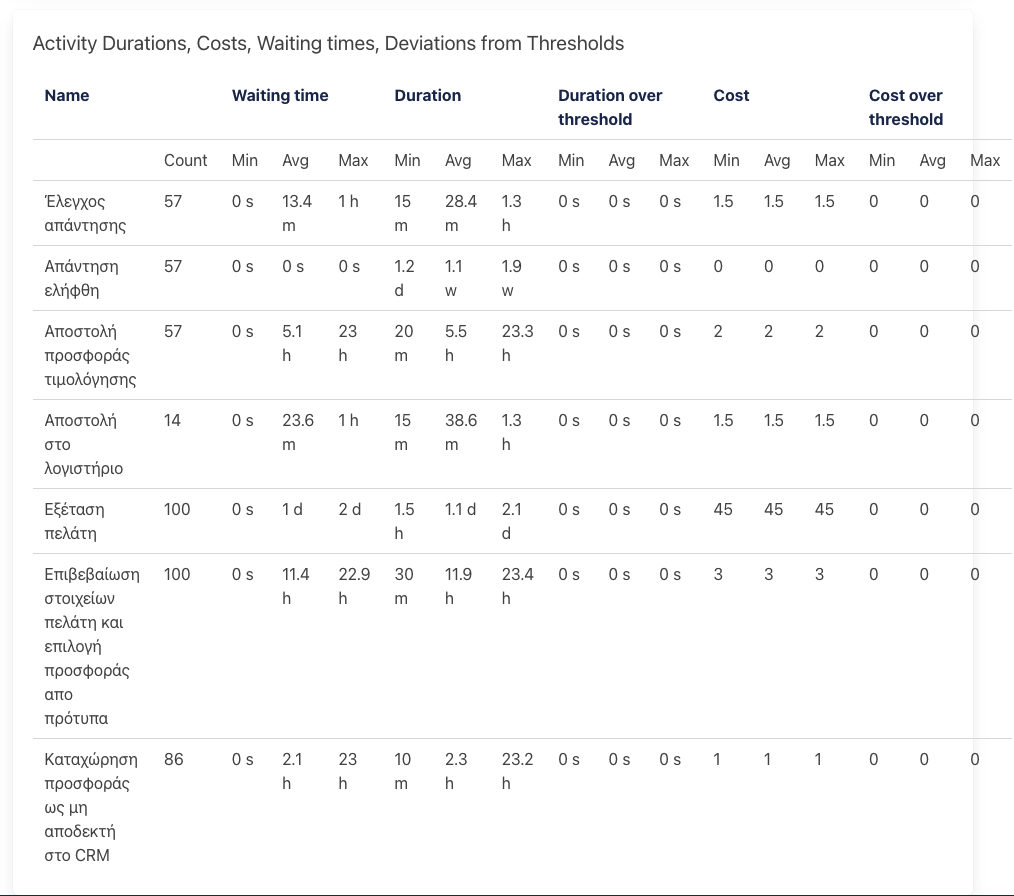 Activity Durations, Costs, Waiting times, Deviations from Thresholds
Name Waiting time Duration Duration over Cost Cost over
threshold threshold
Count Min Avg Max Min Avg Max Min Avg Max Min Avg Max Min Avg Max
Έλεγχος 57 0 s 13.4 1 h 15 28.4 1.3 0 s 0 s 0 s 1.5 1.5 1.5 0 0 0
απάντησης m m m h
Απάντηση 57 0 s 0 s 0 s 1.2 1.1 1.9 0 s 0 s 0 s 0 0 0 0 0 0
ελήφθη d w w
Αποστολή 57 0 s 5.1 23 20 5.5 23.3 0 s 0 s 0 s 2 2 2 0 0 0
προσφοράς h h m h h
τιμολόγησης
Αποστολή 14 0 s 23.6 1 h 15 38.6 1.3 0 s 0 s 0 s 1.5 1.5 1.5 0 0 0
στο m m m h
λογιστήριο
Εξέταση 100 0 s 1 d 2 d 1.5 1.1 d 2.1 0 s 0 s 0 s 45 45 45 0 0 0
πελάτη h d
Επιβεβαίωση 100 0 s 11.4 22.9 30 11.9 23.4 0 s 0 s 0 s 3 3 3 0 0 0
στοιχείων h h m h h
πελάτη και
επιλογή
προσφοράς
απο
πρότυπα
Καταχώρηση 86 0 s 2.1 23 10 2.3 23.2 0 s 0 s 0 s 1 1 1 0 0 0
προσφοράς h h m h h
ως μη
αποδεκτή
στο CRM